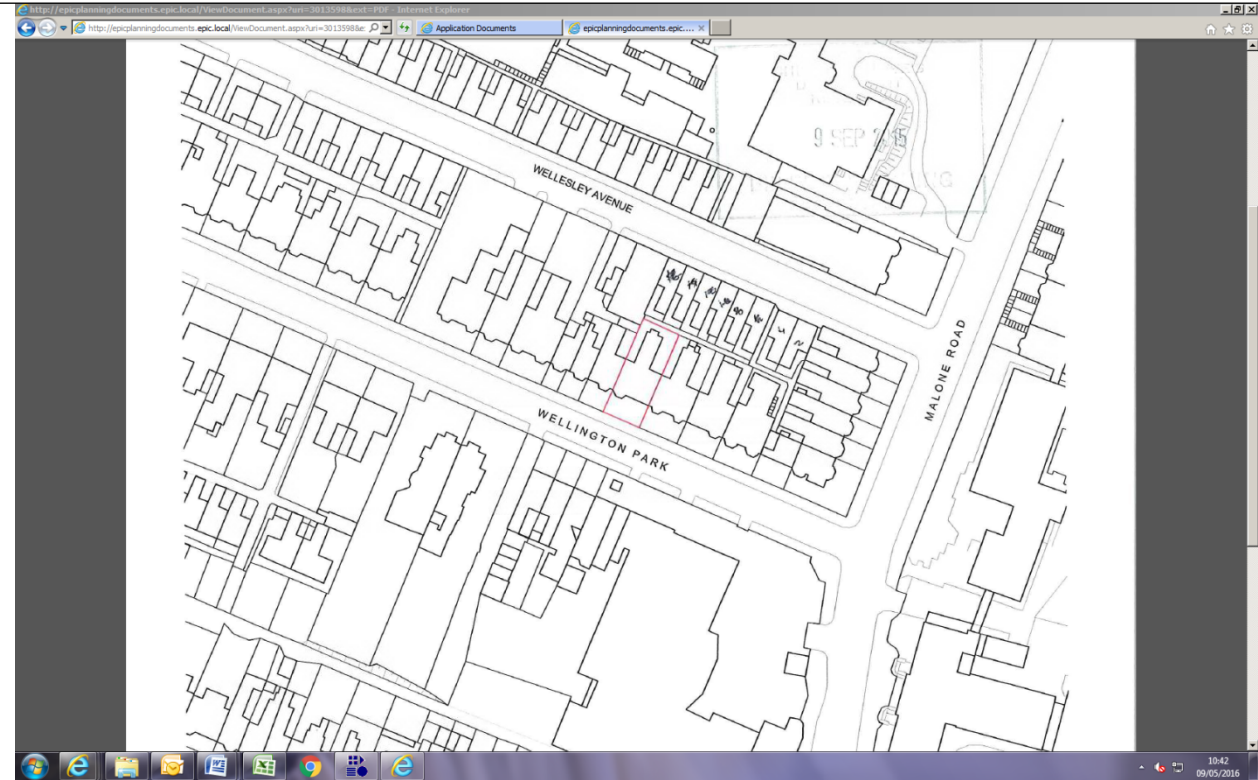 http://epicplanningdocuments.epic.local/ViewDocument.aspx?uri=3013598&ext=PDF - Internet Explorer
http://epicplanningdocuments.epic.local/ViewDocument.aspx?uri=3013598&e
Application Documents
epicplanningdocuments.epic....
9 SEP 2015
WELLESLEY AVENUE
MALONE ROAD
WELLINGTON PARK
10:42
09/05/2016